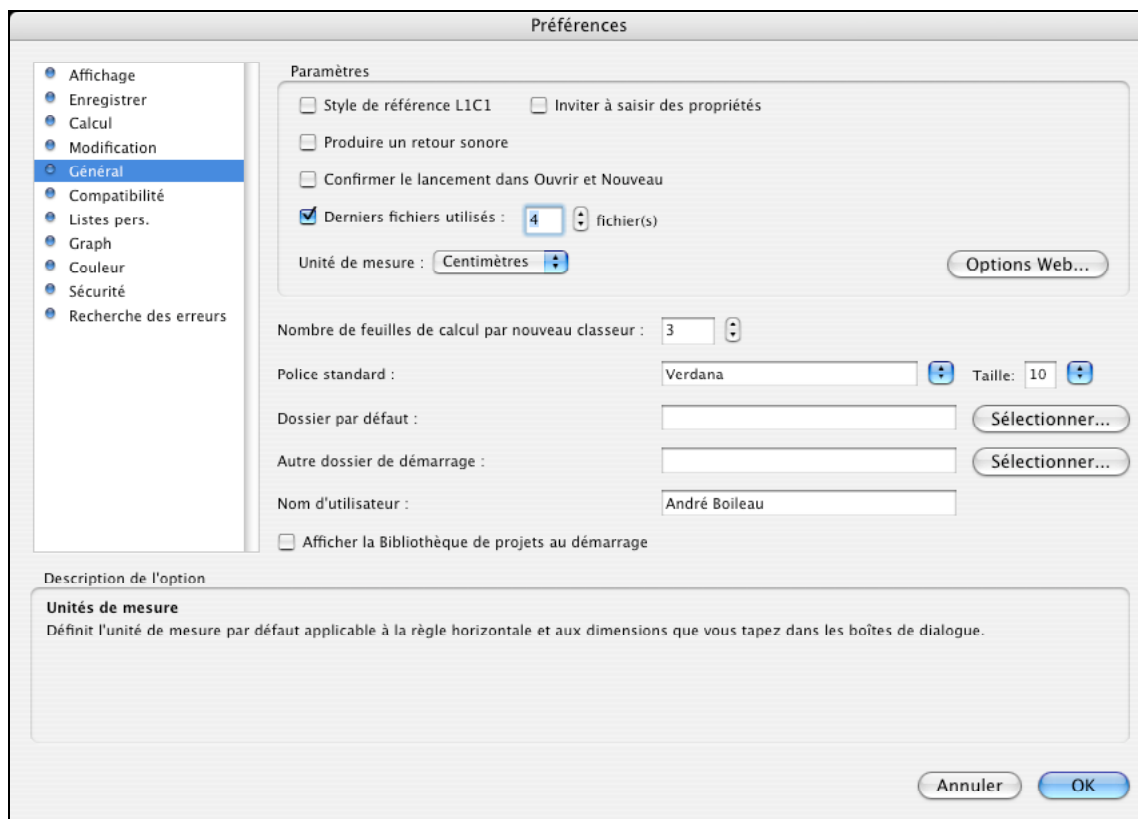 Préférences
Affichage
Enregistrer
Calcul
Modification
Général
Compatibilité
Listes pers.
Graph
Couleur
Sécurité
Recherche des erreurs
Paramètres
Style de référence L1C1 Inviter à saisir des propriétés
Produire un retour sonore
Confirmer le lancement dans Ouvrir et Nouveau
Derniers fichiers utilisés : 4 fichier(s)
Unité de mesure : Centimètres Options Web...
Nombre de feuilles de calcul par nouveau classeur : 3
Police standard : Verdana Taille: 10
Dossier par défaut : Sélectionner...
Autre dossier de démarrage : Sélectionner...
Nom d'utilisateur : André Boileau
Afficher la Bibliothèque de projets au démarrage
Description de l'option
Unités de mesure
Définit l'unité de mesure par défaut applicable à la règle horizontale et aux dimensions que vous tapez dans les boîtes de dialogue.
Annuler OK